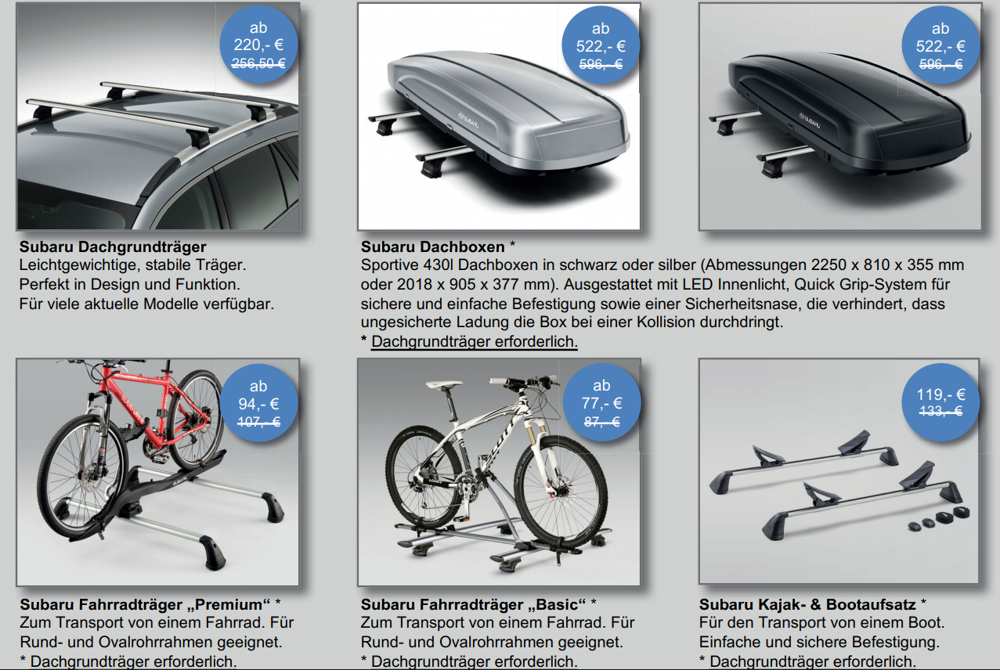 ab
220,- €
256,50 €
ab
522,- €
596,- €
ab
522,- €
596,- €
SUBARU
SUBARU
Subaru Dachgrundträger
Leichtgewichtige, stabile Träger.
Perfekt in Design und Funktion.
Für viele aktuelle Modelle verfügbar.
Subaru Dachboxen *
Sportive 430l Dachboxen in schwarz oder silber (Abmessungen 2250 x 810 x 355 mm
oder 2018 x 905 x 377 mm). Ausgestattet mit LED Innenlicht, Quick Grip-System für
sichere und einfache Befestigung sowie einer Sicherheitsnase, die verhindert, dass
ungesicherte Ladung die Box bei einer Kollision durchdringt.
* Dachgrundträger erforderlich.
ab
94,- €
107,- €
SUBARU
ab
77,- €
87,- €
SCOTT
119,- €
133,- €
Subaru Fahrradträger „Premium“ *
Zum Transport von einem Fahrrad. Für
Rund- und Ovalrohrrahmen geeignet.
* Dachgrundträger erforderlich.
Subaru Fahrradträger „Basic“ *
Zum Transport von einem Fahrrad. Für
Rund- und Ovalrohrrahmen geeignet.
* Dachgrundträger erforderlich.
Subaru Kajak- & Bootaufsatz *
Für den Transport von einem Boot.
Einfache und sichere Befestigung.
* Dachgrundträger erforderlich.